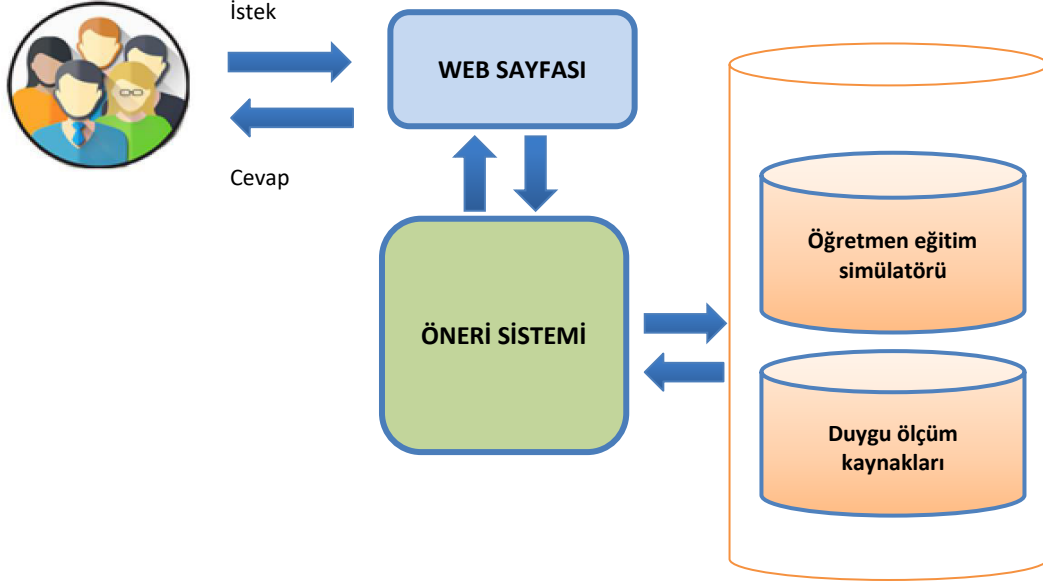 İstek
WEB SAYFASI
Cevap
Öğretmen eğitim
simülatörü
ÖNERİ SİSTEMİ
Duygu ölçüm
kaynakları